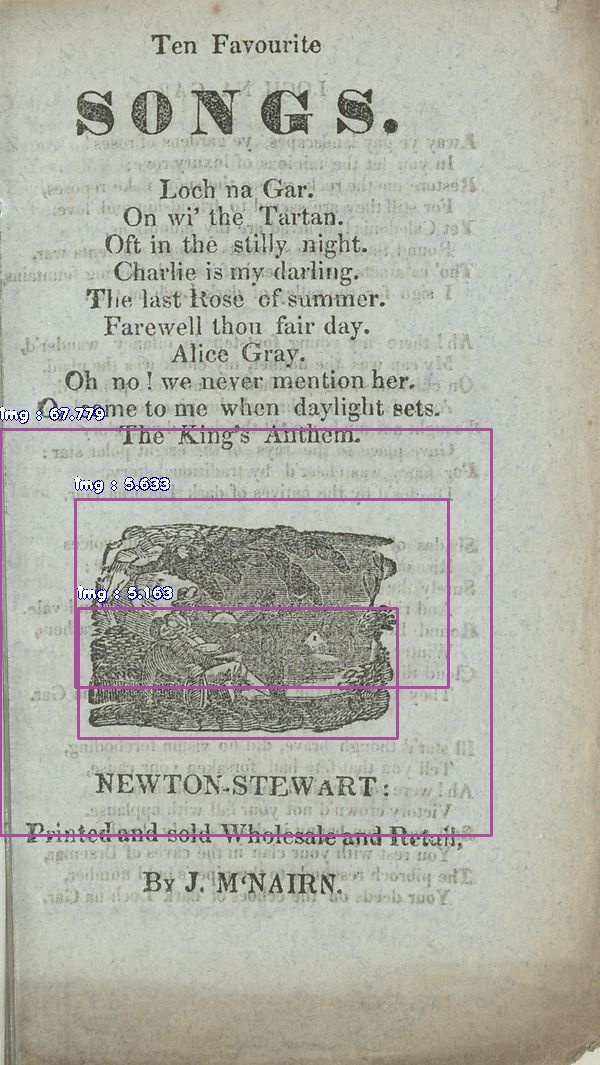 Ten Favourite
SONGS.
Loch na Gar.
On wi' the Tartan.
Oft in the stilly night.
Charlie is my darling.
The last Rose of summer.
Farewell thou fair day.
Alice Gray.
Oh no! we never mention her.
img : 67.779
O come to me when daylight sets.
The King's Anthem.
img : 5.633
img : 5.163
NEWTON-STEWART:
Printed and sold Wholesale and Retail,
By J. M'NAIRN.